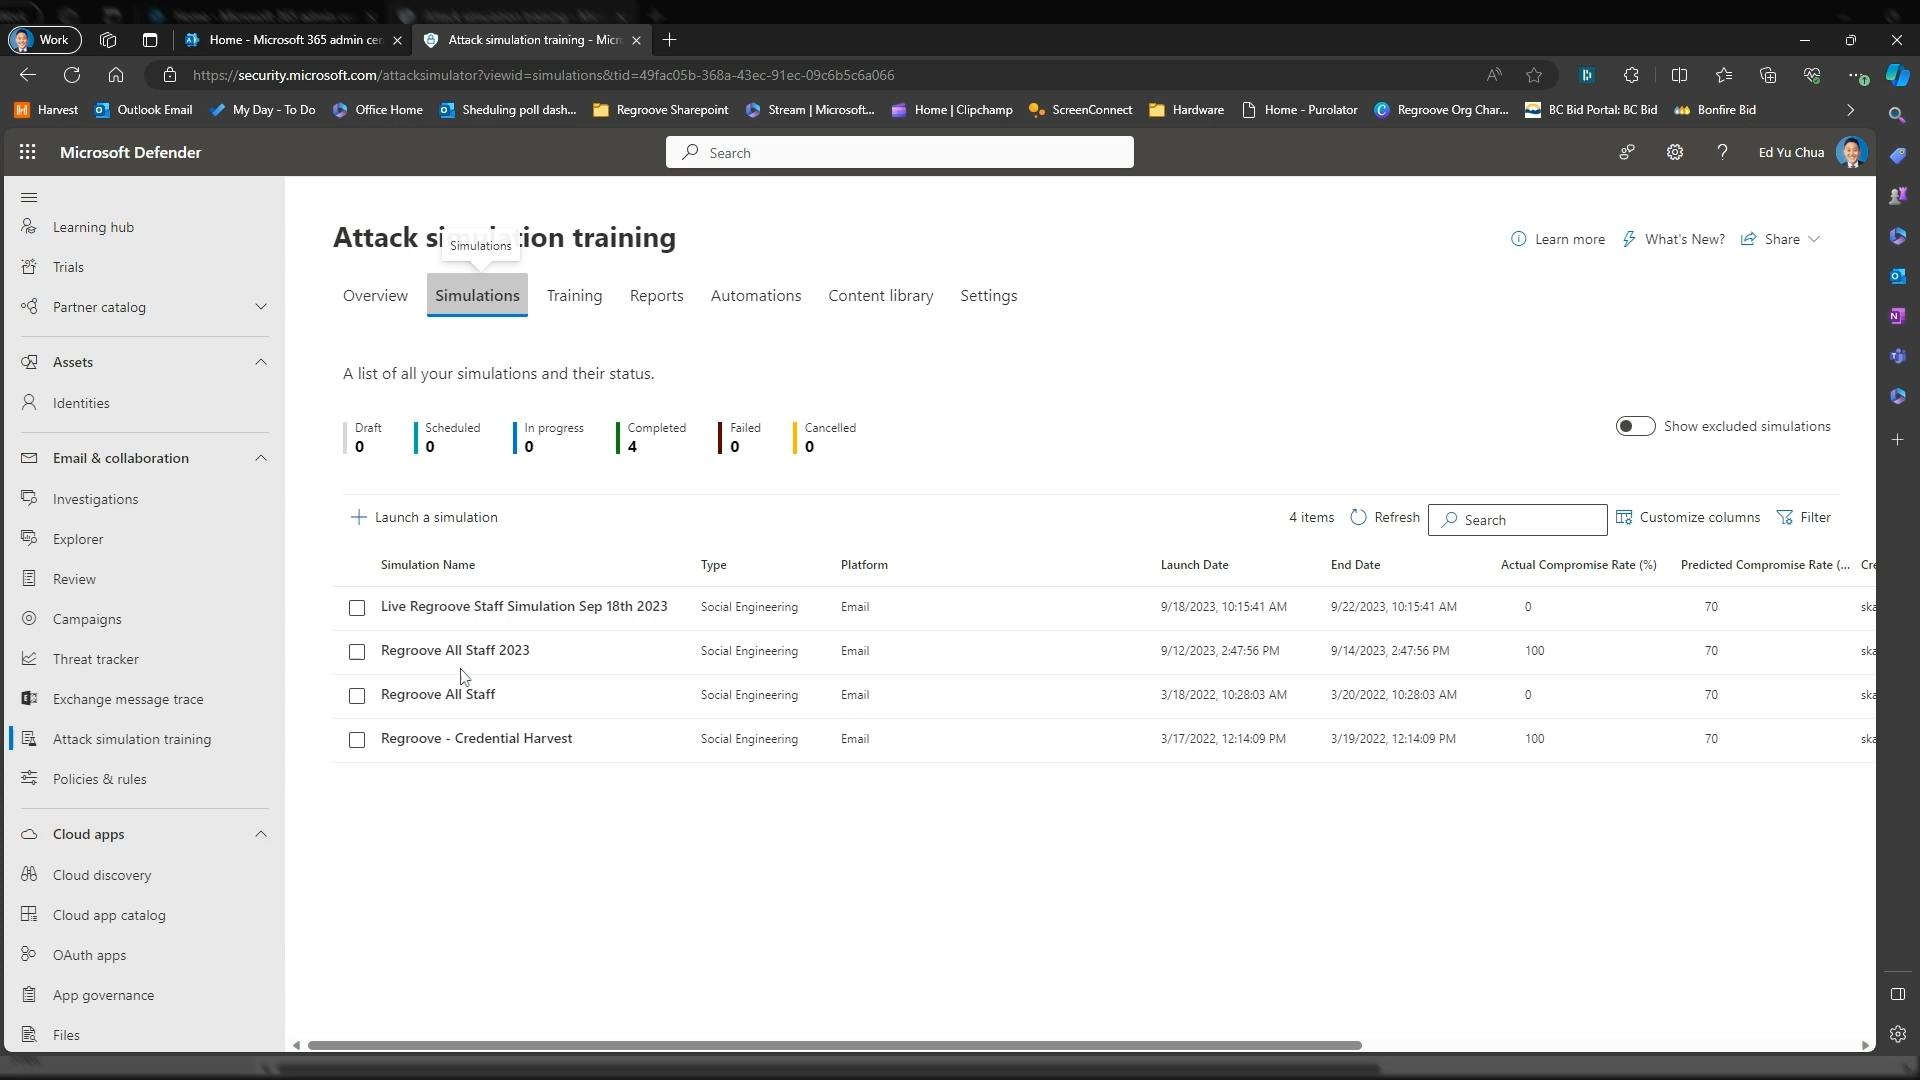 Work
Home - Microsoft 365 admin cen
Attack simulation training - Micr
https://security.microsoft.com/attacksimulator?viewid=simulations&tid=49fac05b-368a-43ec-91ec-09c6b5c6a066
Harvest Outlook Email My Day - To Do Office Home Sheduling poll dash... Regroove Sharepoint Stream | Microsoft... Home | Clipchamp ScreenConnect Hardware Home - Purolator Regroove Org Char... BC Bid Portal: BC Bid Bonfire Bid
Microsoft Defender
Search
Ed Yu Chua
Learning hub
Trials
Partner catalog
Assets
Identities
Email & collaboration
Investigations
Explorer
Review
Campaigns
Threat tracker
Exchange message trace
Attack simulation training
Policies & rules
Cloud apps
Cloud discovery
Cloud app catalog
OAuth apps
App governance
Files
Attack simulation training
Simulations
Learn more What's New? Share
Overview Simulations Training Reports Automations Content library Settings
A list of all your simulations and their status.
Draft Scheduled In progress Completed Failed Cancelled
0 0 0 4 0 0
Show excluded simulations
Launch a simulation
4 items Refresh Search Customize columns Filter
Simulation Name Type Platform Launch Date End Date Actual Compromise Rate (%) Predicted Compromise Rate (... Cre
Live Regroove Staff Simulation Sep 18th 2023 Social Engineering Email 9/18/2023, 10:15:41 AM 9/22/2023, 10:15:41 AM 0 70 ska
Regroove All Staff 2023 Social Engineering Email 9/12/2023, 2:47:56 PM 9/14/2023, 2:47:56 PM 100 70 ska
Regroove All Staff Social Engineering Email 3/18/2022, 10:28:03 AM 3/20/2022, 10:28:03 AM 0 70 ska
Regroove - Credential Harvest Social Engineering Email 3/17/2022, 12:14:09 PM 3/19/2022, 12:14:09 PM 100 70 ska